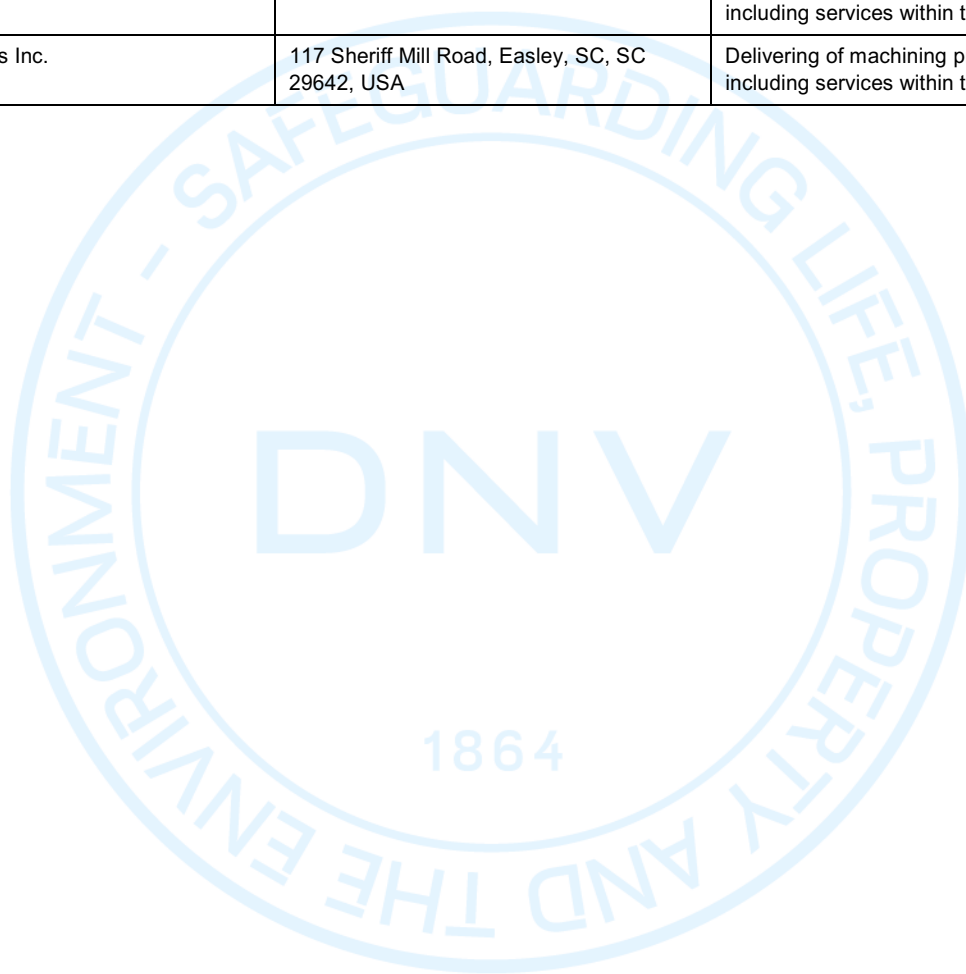 including services within t
s Inc.
117 Sheriff Mill Road, Easley, SC, SC
29642, USA
Delivering of machining p
including services within t
SAFEGUARDING LIFE, PROPERTY AND THE ENVIRONMENT -
DNV
1864